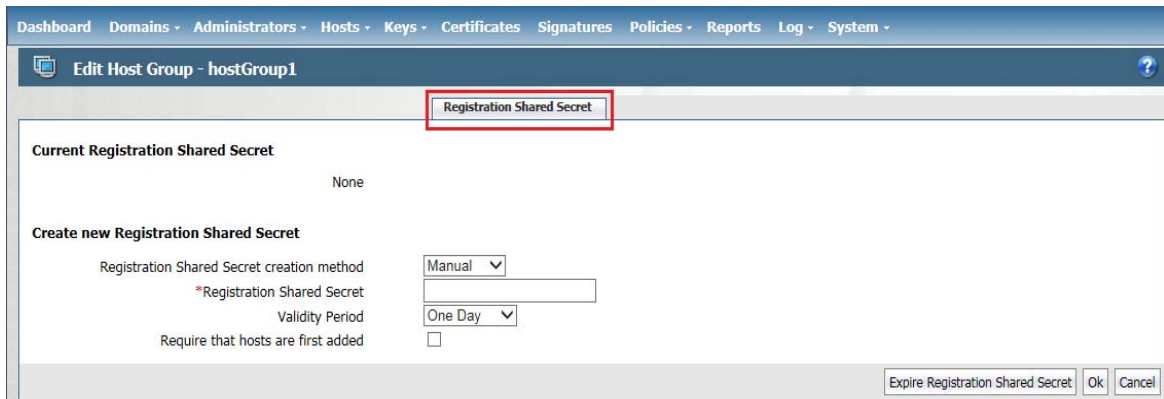 Dashboard Domains Administrators Hosts Keys Certificates Signatures Policies Reports Log System
Edit Host Group - hostGroup1 ?
Registration Shared Secret
Current Registration Shared Secret
None
Create new Registration Shared Secret
Registration Shared Secret creation method Manual
*Registration Shared Secret
Validity Period One Day
Require that hosts are first added
Expire Registration Shared Secret Ok Cancel